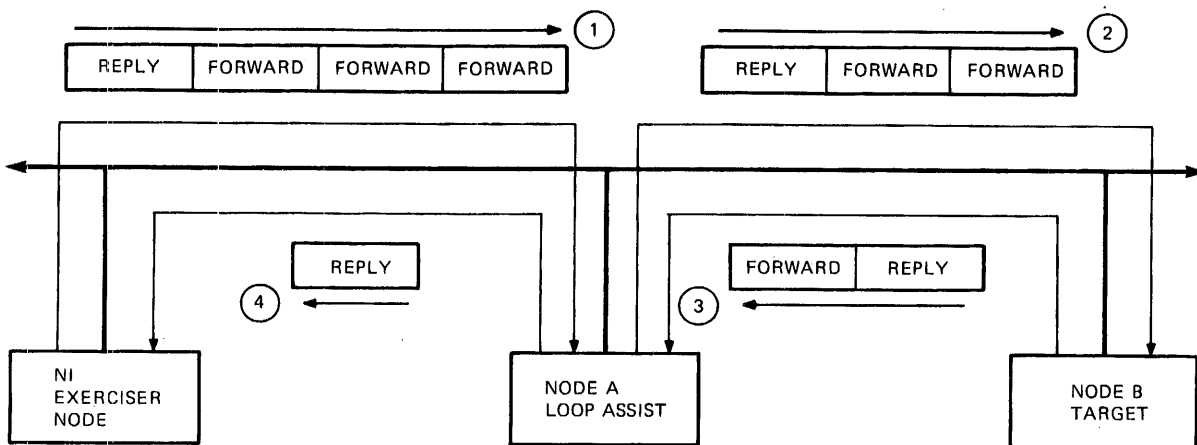 1
2
REPLY FORWARD FORWARD FORWARD
REPLY FORWARD FORWARD
REPLY
FORWARD REPLY
4
3
NI
EXERCISER
NODE
NODE A
LOOP ASSIST
NODE B
TARGET